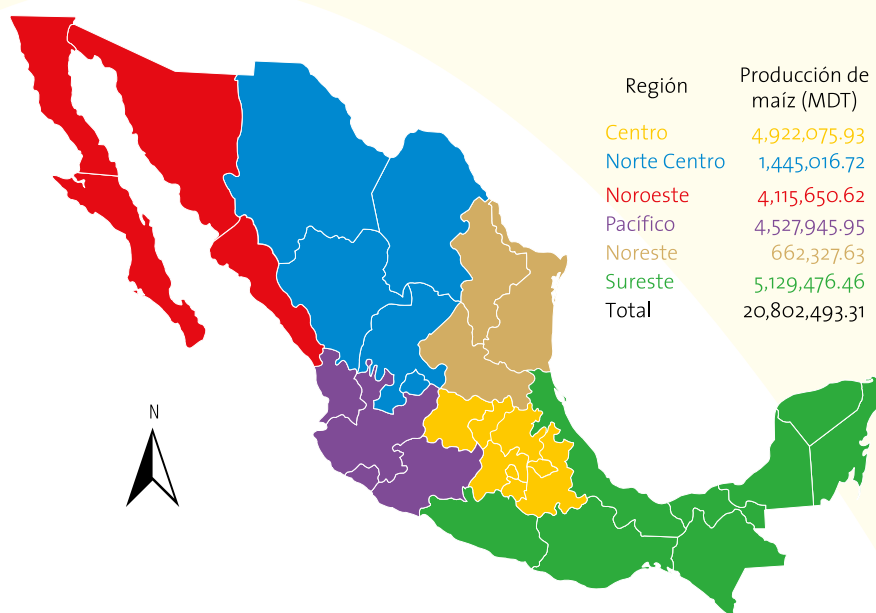 Región Producción de
maíz (MDT)
Centro 4,922,075.93
Norte Centro 1,445,016.72
Noroeste 4,115,650.62
Pacífico 4,527,945.95
Noreste 662,327.63
Sureste 5,129,476.46
Total 20,802,493.31
N